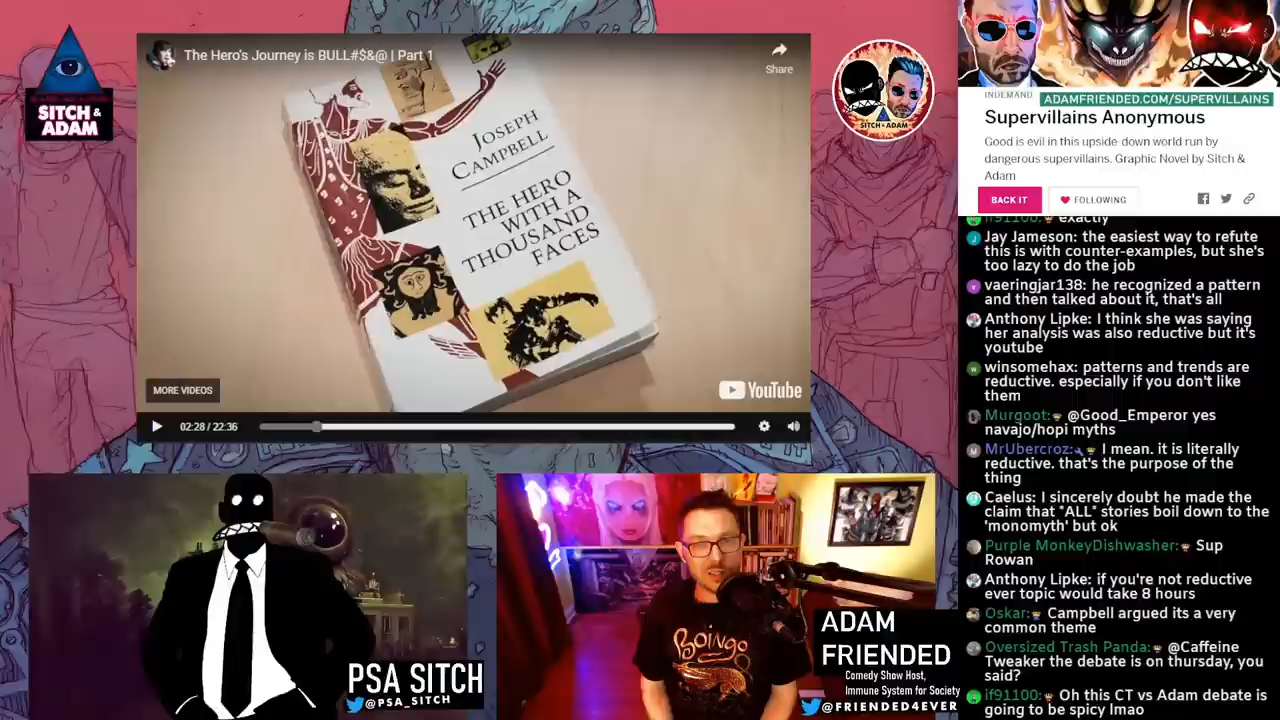 The Hero's Journey is BULL#$&@ | Part 1
Share
JOSEPH
CAMPBELL
THE HERO
WITH A
THOUSAND
FACES
MORE VIDEOS
YouTube
02:28 / 22:36
SITCH &
ADAM
SITCH & ADAM
INDEMAND
ADAMFRIENDED.COM/SUPERVILLAINS
Supervillains Anonymous
Good is evil in this upside-down world run by
dangerous supervillains. Graphic Novel by Sitch &
Adam
BACK IT
FOLLOWING
if91100: exactly
Jay Jameson: the easiest way to refute
this is with counter-examples, but she's
too lazy to do the job
vaeringjar138: he recognized a pattern
and then talked about it, that's all
Anthony Lipke: I think she was saying
her analysis was also reductive but it's
youtube
winsomehax: patterns and trends are
reductive. especially if you don't like
them
Murgoot: @Good_Emperor yes
navajo/hopi myths
MrUbercroz: I mean. it is literally
reductive. that's the purpose of the
thing
Caelus: I sincerely doubt he made the
claim that *ALL* stories boil down to the
'monomyth' but ok
Purple MonkeyDishwasher: Sup
Rowan
Anthony Lipke: if you're not reductive
ever topic would take 8 hours
Oskar: Campbell argued its a very
common theme
Oversized Trash Panda: @Caffeine
Tweaker the debate is on thursday, you
said?
if91100: Oh this CT vs Adam debate is
going to be spicy lmao
PSA SITCH
@PSA_SITCH
BOINGO
ADAM
FRIENDED
Comedy Show Host,
Immune System for Society
@FRIENDED4EVER